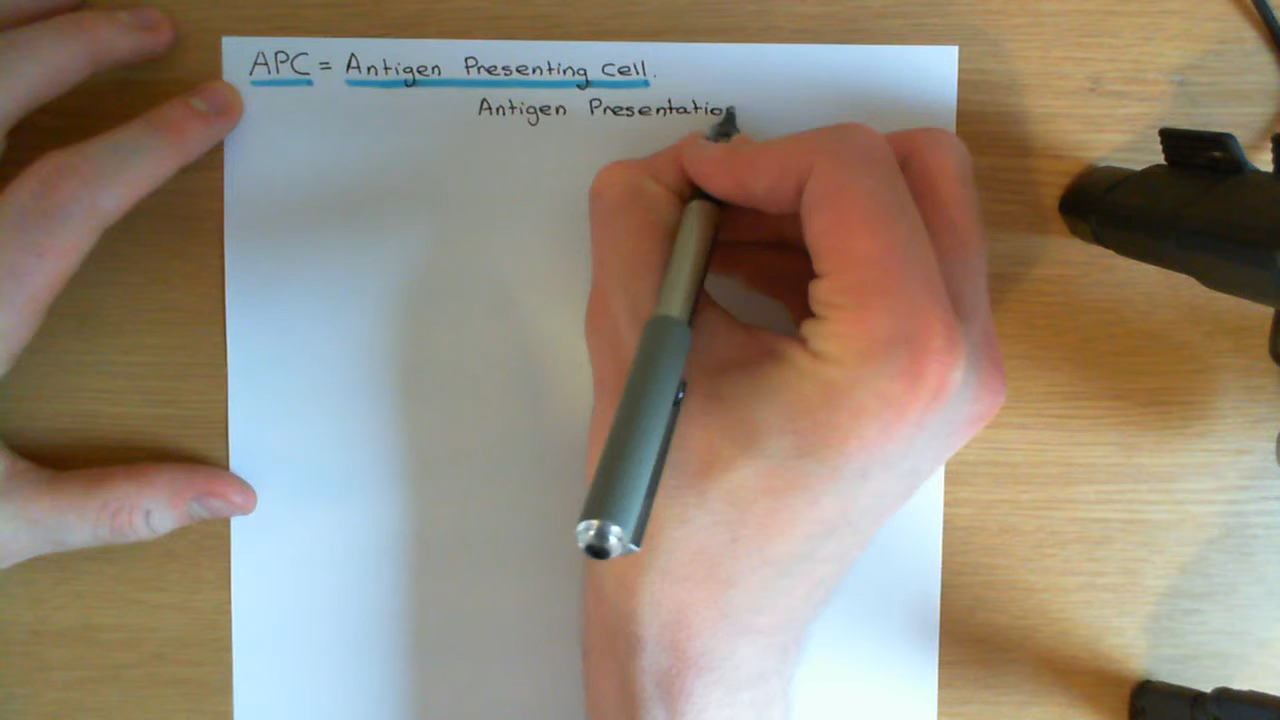 APC = Antigen Presenting cell.
Antigen Presentatio